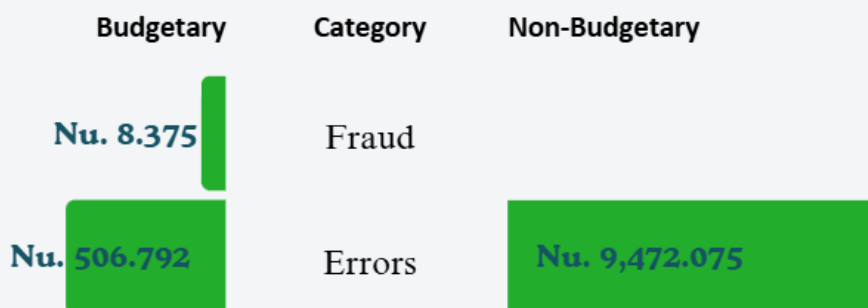 Budgetary Category Non-Budgetary
Nu. 8.375 Fraud
Nu. 506.792 Errors Nu. 9,472.075